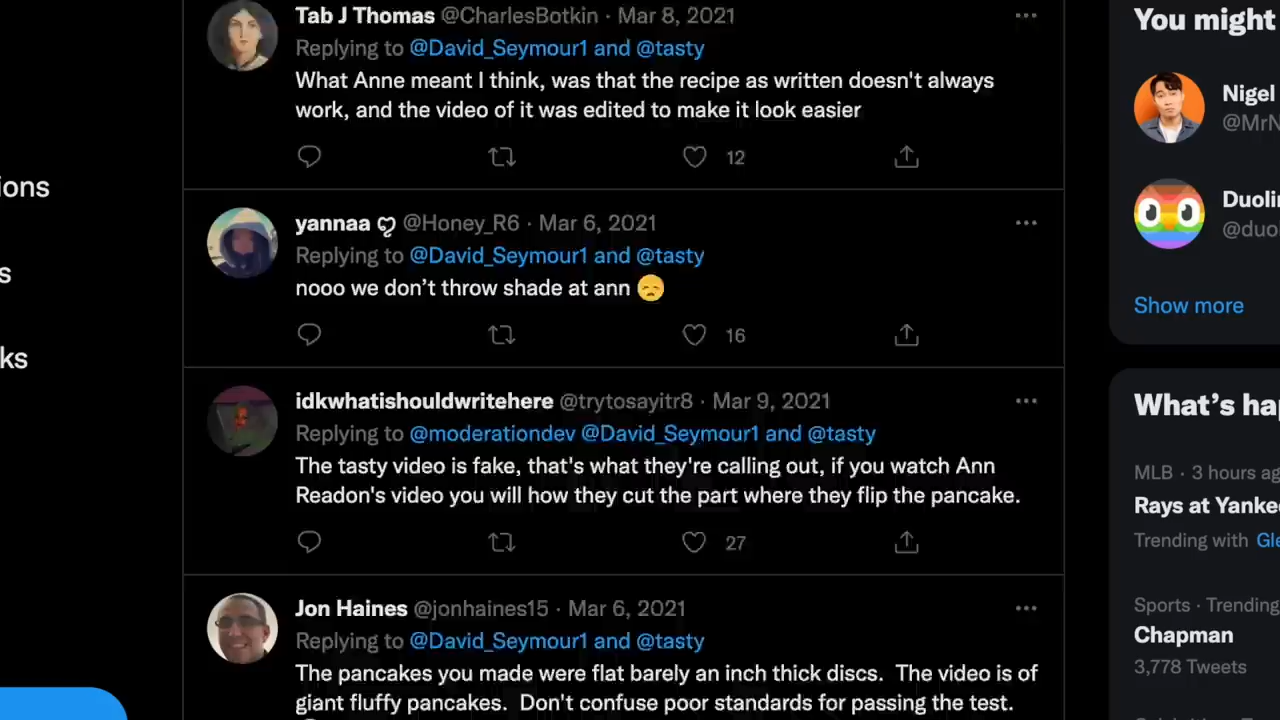 Tab J Thomas @CharlesBotkin · Mar 8, 2021
Replying to @David_Seymour1 and @tasty
What Anne meant I think, was that the recipe as written doesn't always
work, and the video of it was edited to make it look easier
12
yannaa ღ @Honey_R6 · Mar 6, 2021
Replying to @David_Seymour1 and @tasty
nooo we don't throw shade at ann 😞
16
idkwhatishouldwritehere @trytosayitr8 · Mar 9, 2021
Replying to @moderationdev @David_Seymour1 and @tasty
The tasty video is fake, that's what they're calling out, if you watch Ann
Readon's video you will how they cut the part where they flip the pancake.
27
Jon Haines @jonhaines15 · Mar 6, 2021
Replying to @David_Seymour1 and @tasty
The pancakes you made were flat barely an inch thick discs. The video is of
giant fluffy pancakes. Don't confuse poor standards for passing the test.
ions
s
ks
You might
Nigel
@MrN
Duolin
@duo
Show more
What's ha
MLB · 3 hours ag
Rays at Yanke
Trending with Gle
Sports · Trending
Chapman
3,778 Tweets